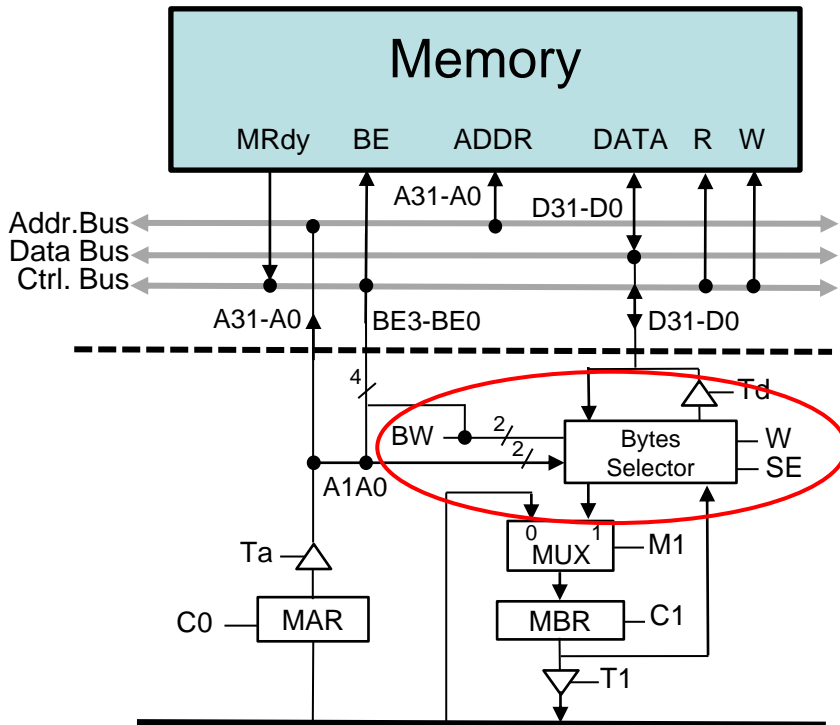 Memory
MRdy BE ADDR DATA R W
A31-A0 D31-D0
Addr.Bus
Data Bus
Ctrl. Bus
A31-A0 BE3-BE0 D31-D0
4
Td
BW 2 Bytes W
2 Selector SE
A1A0
0 1
Ta MUX M1
C0 MAR MBR C1
T1